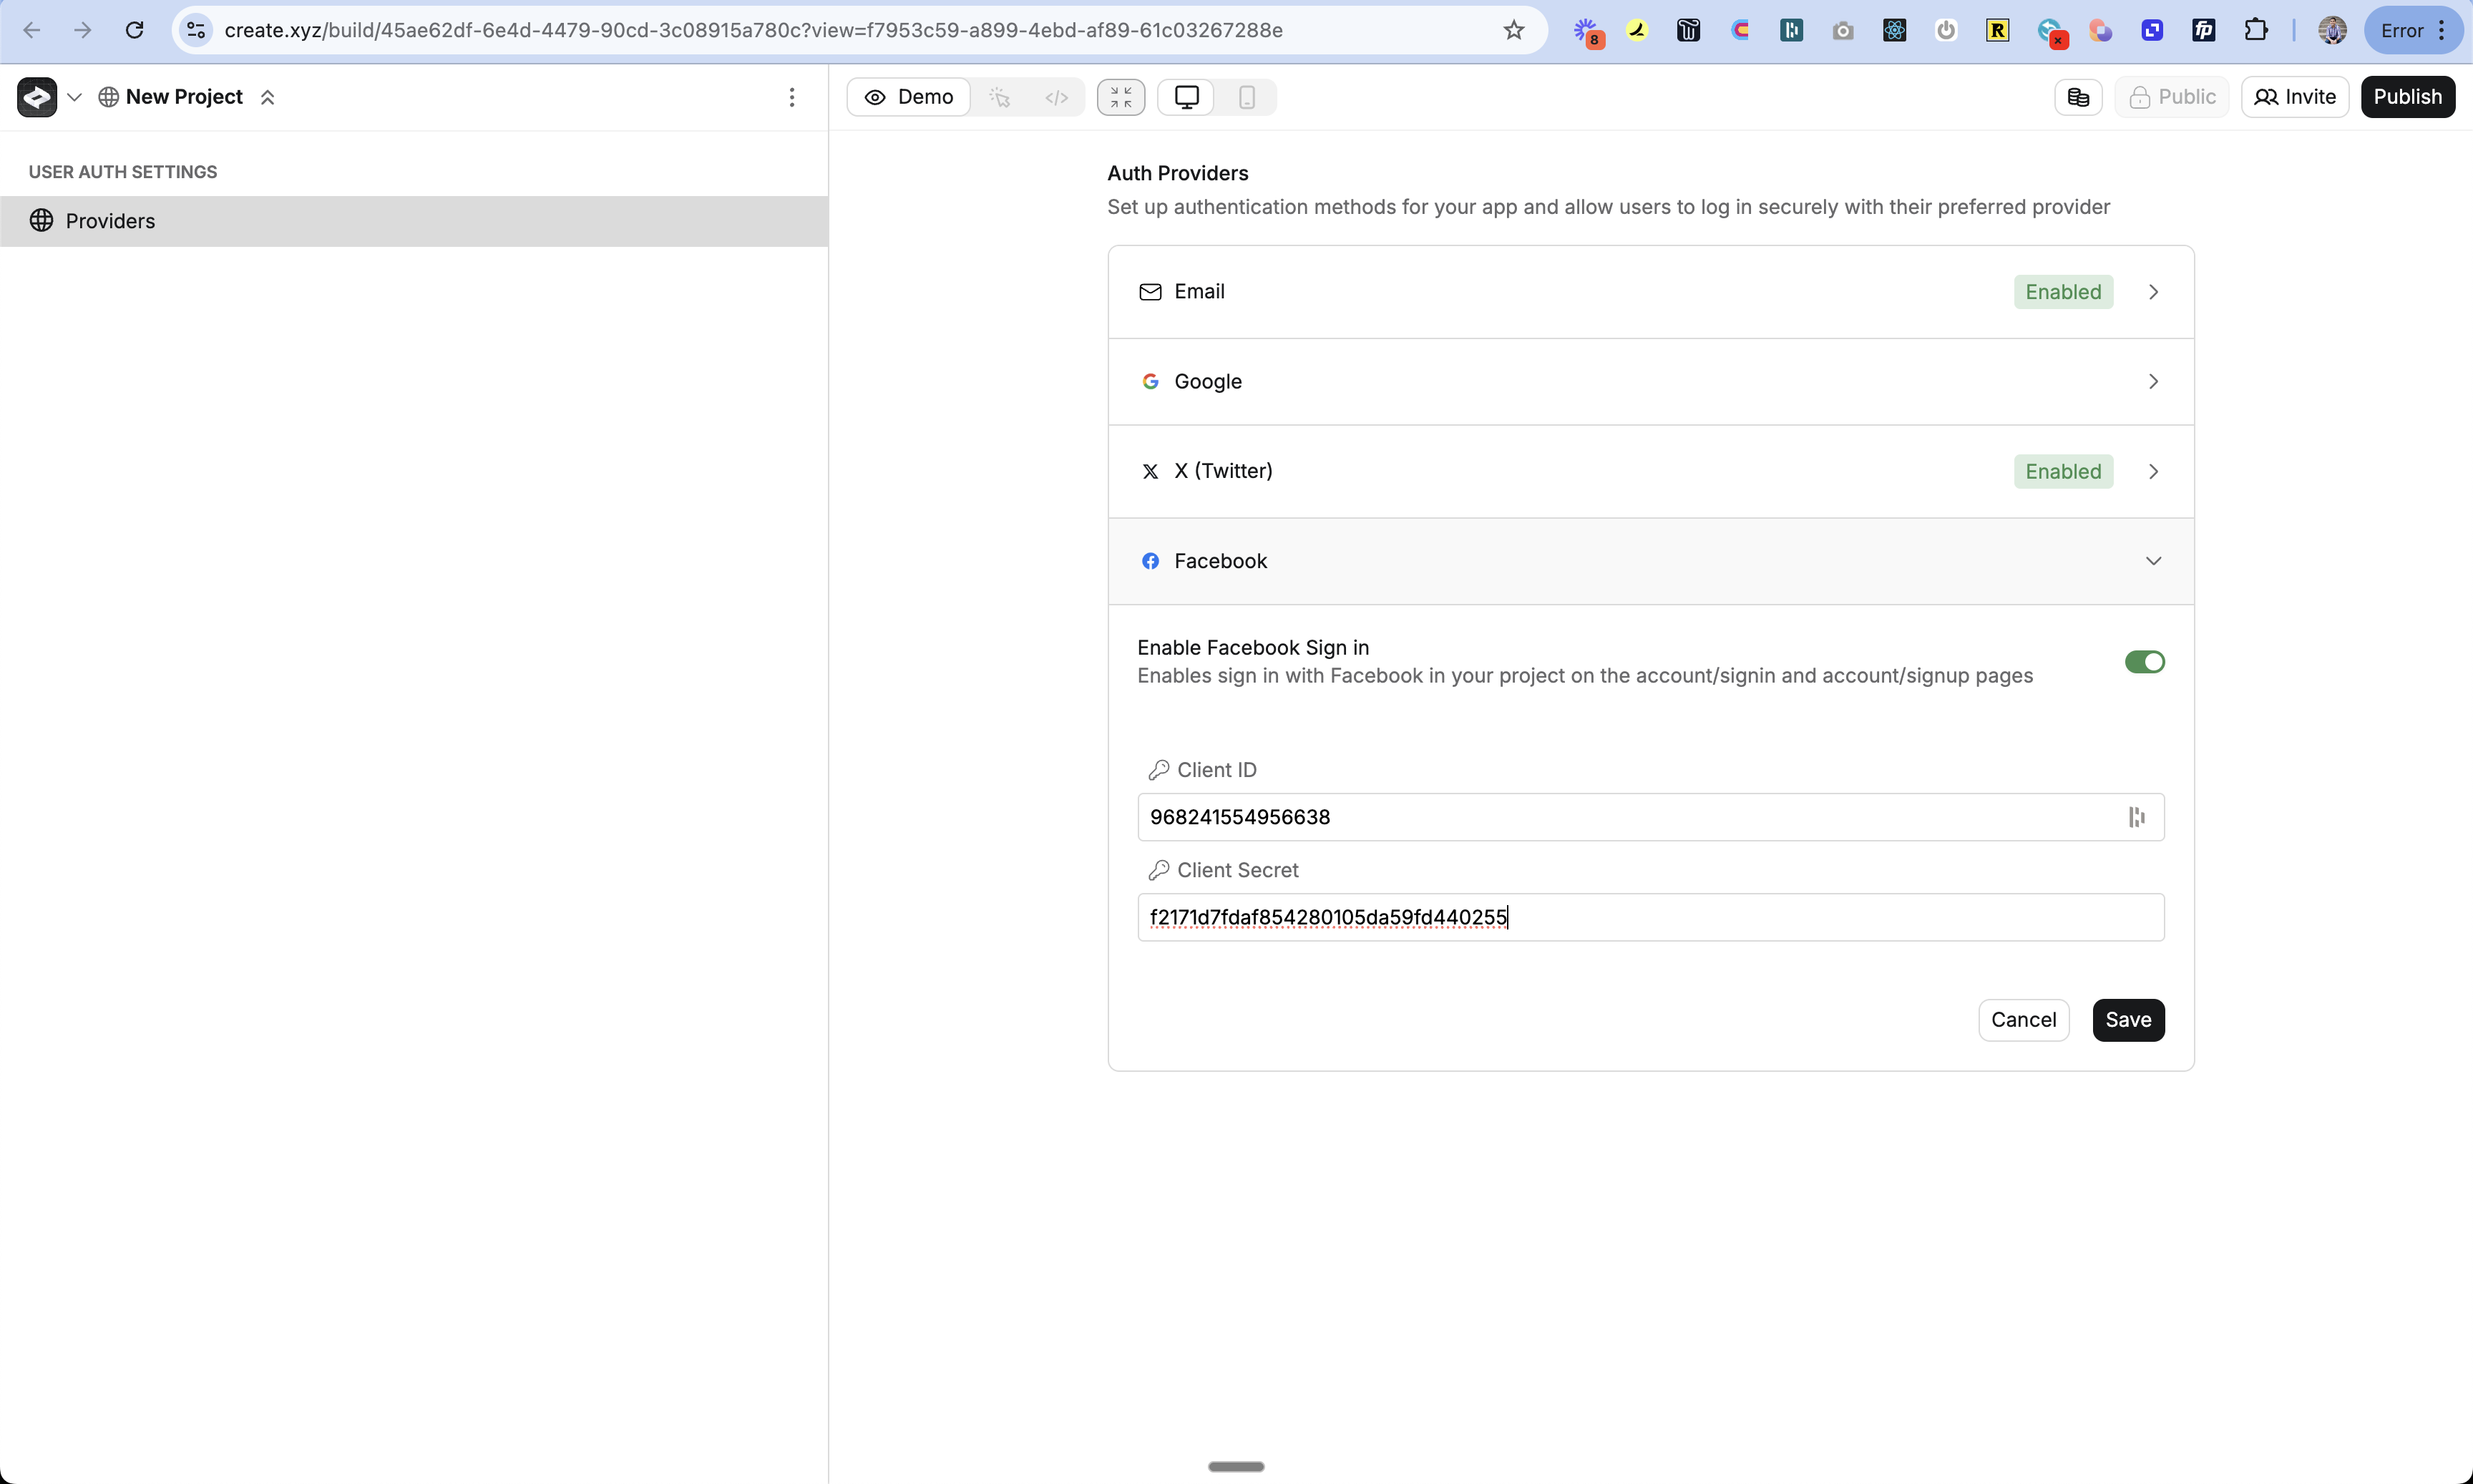 create.xyz/build/45ae62df-6e4d-4479-90cd-3c08915a780c?view=f7953c59-a899-4ebd-af89-61c03267288e
8
R
fp
Error
New Project
Demo
Public
Invite
Publish
USER AUTH SETTINGS
Providers
Auth Providers
Set up authentication methods for your app and allow users to log in securely with their preferred provider
Email
Enabled
Google
X (Twitter)
Enabled
Facebook
Enable Facebook Sign in
Enables sign in with Facebook in your project on the account/signin and account/signup pages
Client ID
968241554956638
Client Secret
f2171d7fdaf854280105da59fd440255
Cancel
Save